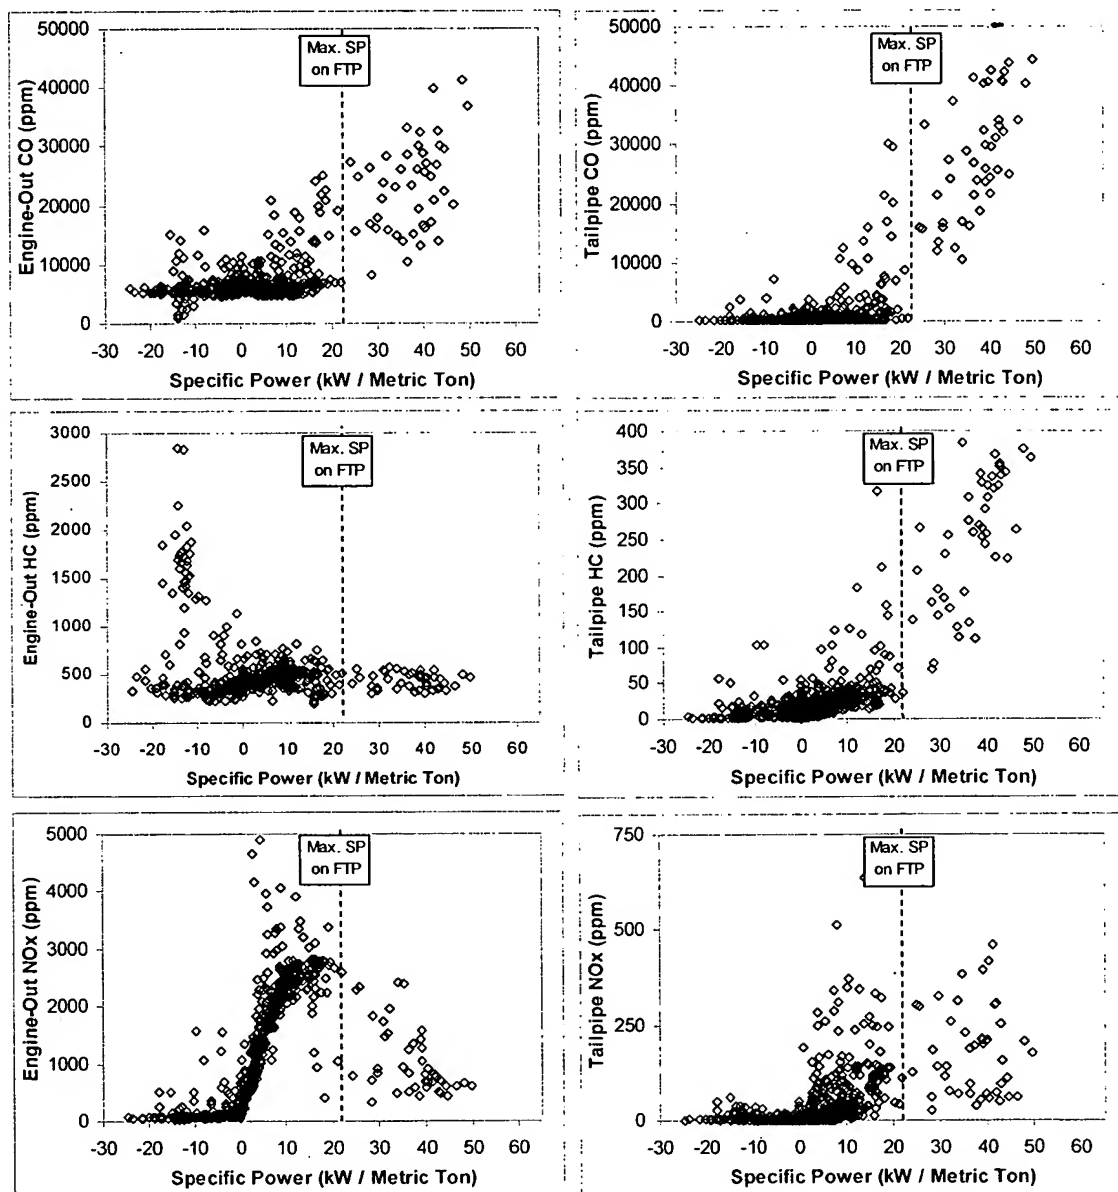 50000
40000
30000
20000
10000
0
Engine-Out CO (ppm)
Max. SP
on FTP
-30 -20 -10 0 10 20 30 40 50 60
Specific Power (kW / Metric Ton)
50000
40000
30000
20000
10000
0
Tailpipe CO (ppm)
Max. SP
on FTP
-30 -20 -10 0 10 20 30 40 50 60
Specific Power (kW / Metric Ton)
3000
2500
2000
1500
1000
500
0
Engine-Out HC (ppm)
Max. SP
on FTP
-30 -20 -10 0 10 20 30 40 50 60
Specific Power (kW / Metric Ton)
400
350
300
250
200
150
100
50
0
Tailpipe HC (ppm)
Max. SP
on FTP
-30 -20 -10 0 10 20 30 40 50 60
Specific Power (kW / Metric Ton)
5000
4000
3000
2000
1000
0
Engine-Out NOx (ppm)
Max. SP
on FTP
-30 -20 -10 0 10 20 30 40 50 60
Specific Power (kW / Metric Ton)
750
500
250
0
Tailpipe NOx (ppm)
Max. SP
on FTP
-30 -20 -10 0 10 20 30 40 50 60
Specific Power (kW / Metric Ton)